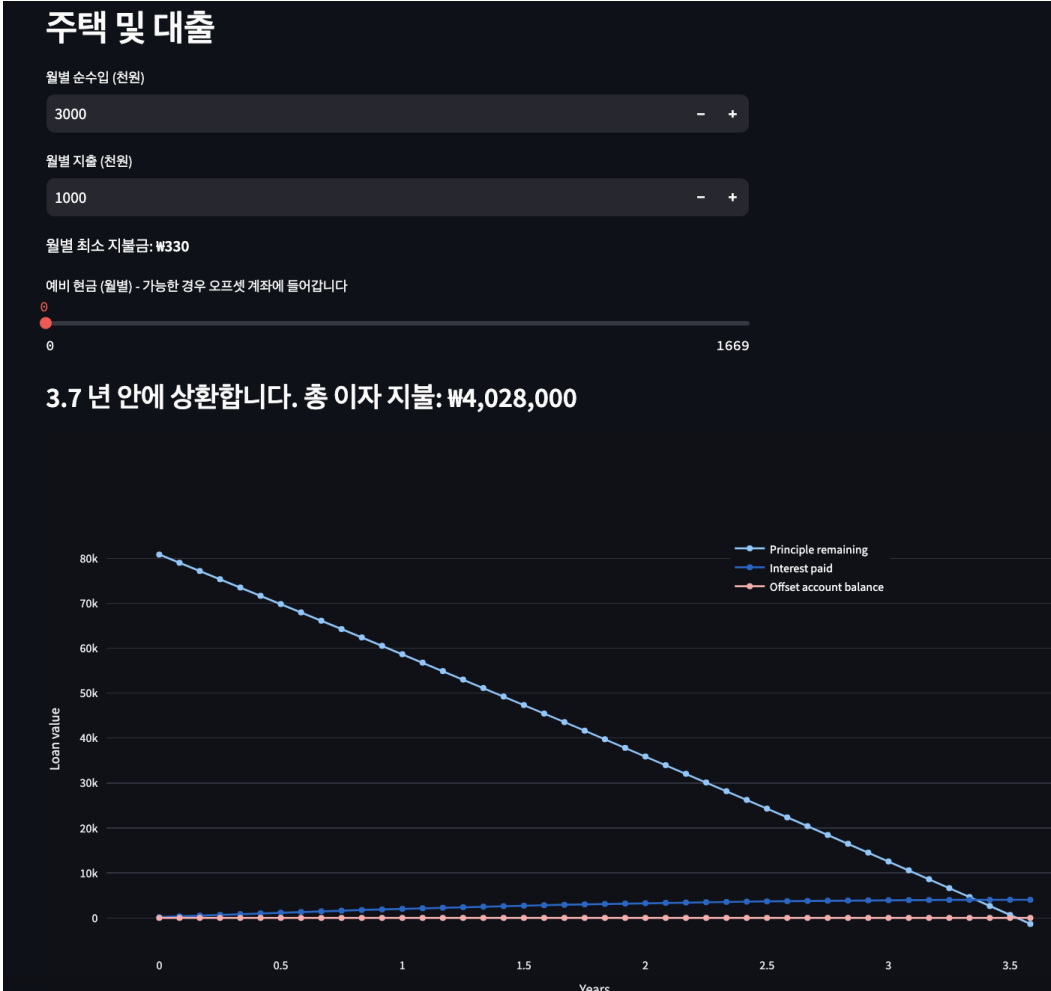 주택 및 대출
월별 순수입 (천원)
3000
월별 지출 (천원)
1000
월별 최소 지불금: ₩330
예비 현금 (월별) - 가능한 경우 오프셋 계좌에 들어갑니다
0
0 1669
3.7 년 안에 상환합니다. 총 이자 지불: ₩4,028,000
Principle remaining
Interest paid
Offset account balance
Loan value
80k
70k
60k
50k
40k
30k
20k
10k
0
0 0.5 1 1.5 2 2.5 3 3.5
Years